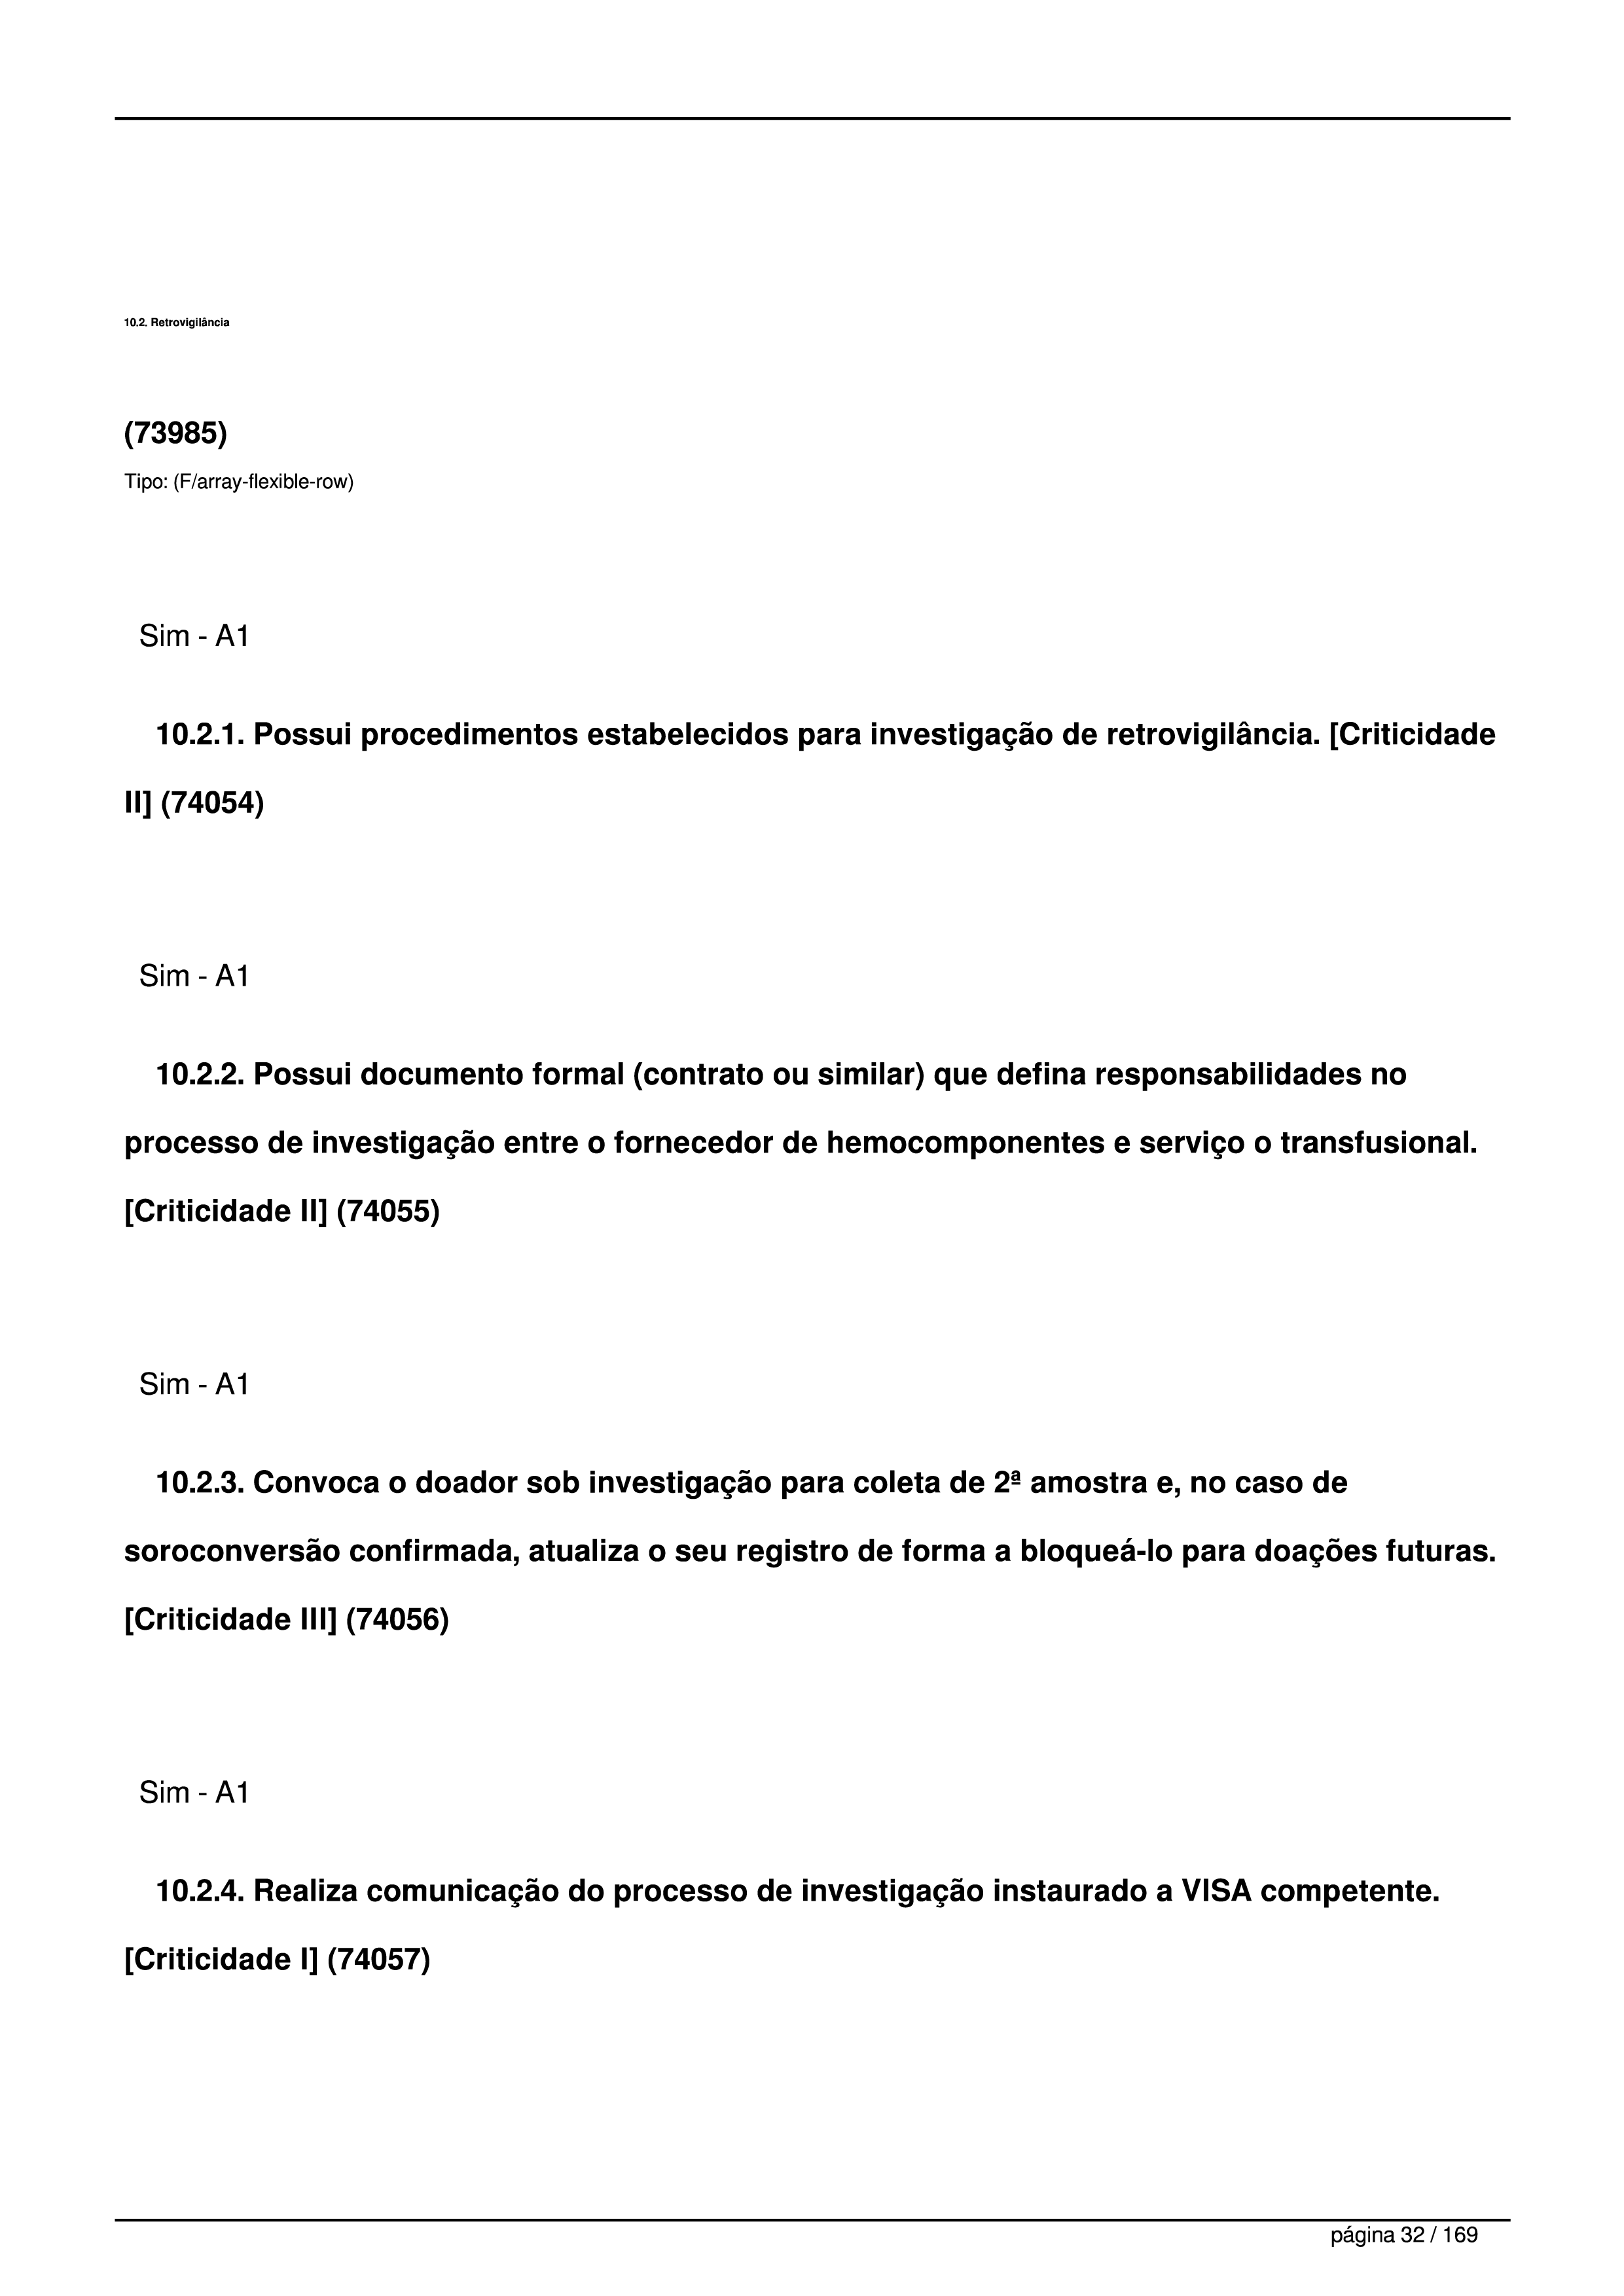 10.2. Retrovigilância
(73985)
Tipo: (F/array-flexible-row)
Sim - A1
10.2.1. Possui procedimentos estabelecidos para investigação de retrovigilância. [Criticidade
II] (74054)
Sim - A1
10.2.2. Possui documento formal (contrato ou similar) que defina responsabilidades no
processo de investigação entre o fornecedor de hemocomponentes e serviço o transfusional.
[Criticidade II] (74055)
Sim - A1
10.2.3. Convoca o doador sob investigação para coleta de 2ª amostra e, no caso de
soroconversão confirmada, atualiza o seu registro de forma a bloqueá-lo para doações futuras.
[Criticidade III] (74056)
Sim - A1
10.2.4. Realiza comunicação do processo de investigação instaurado a VISA competente.
[Criticidade I] (74057)
página 32 / 169